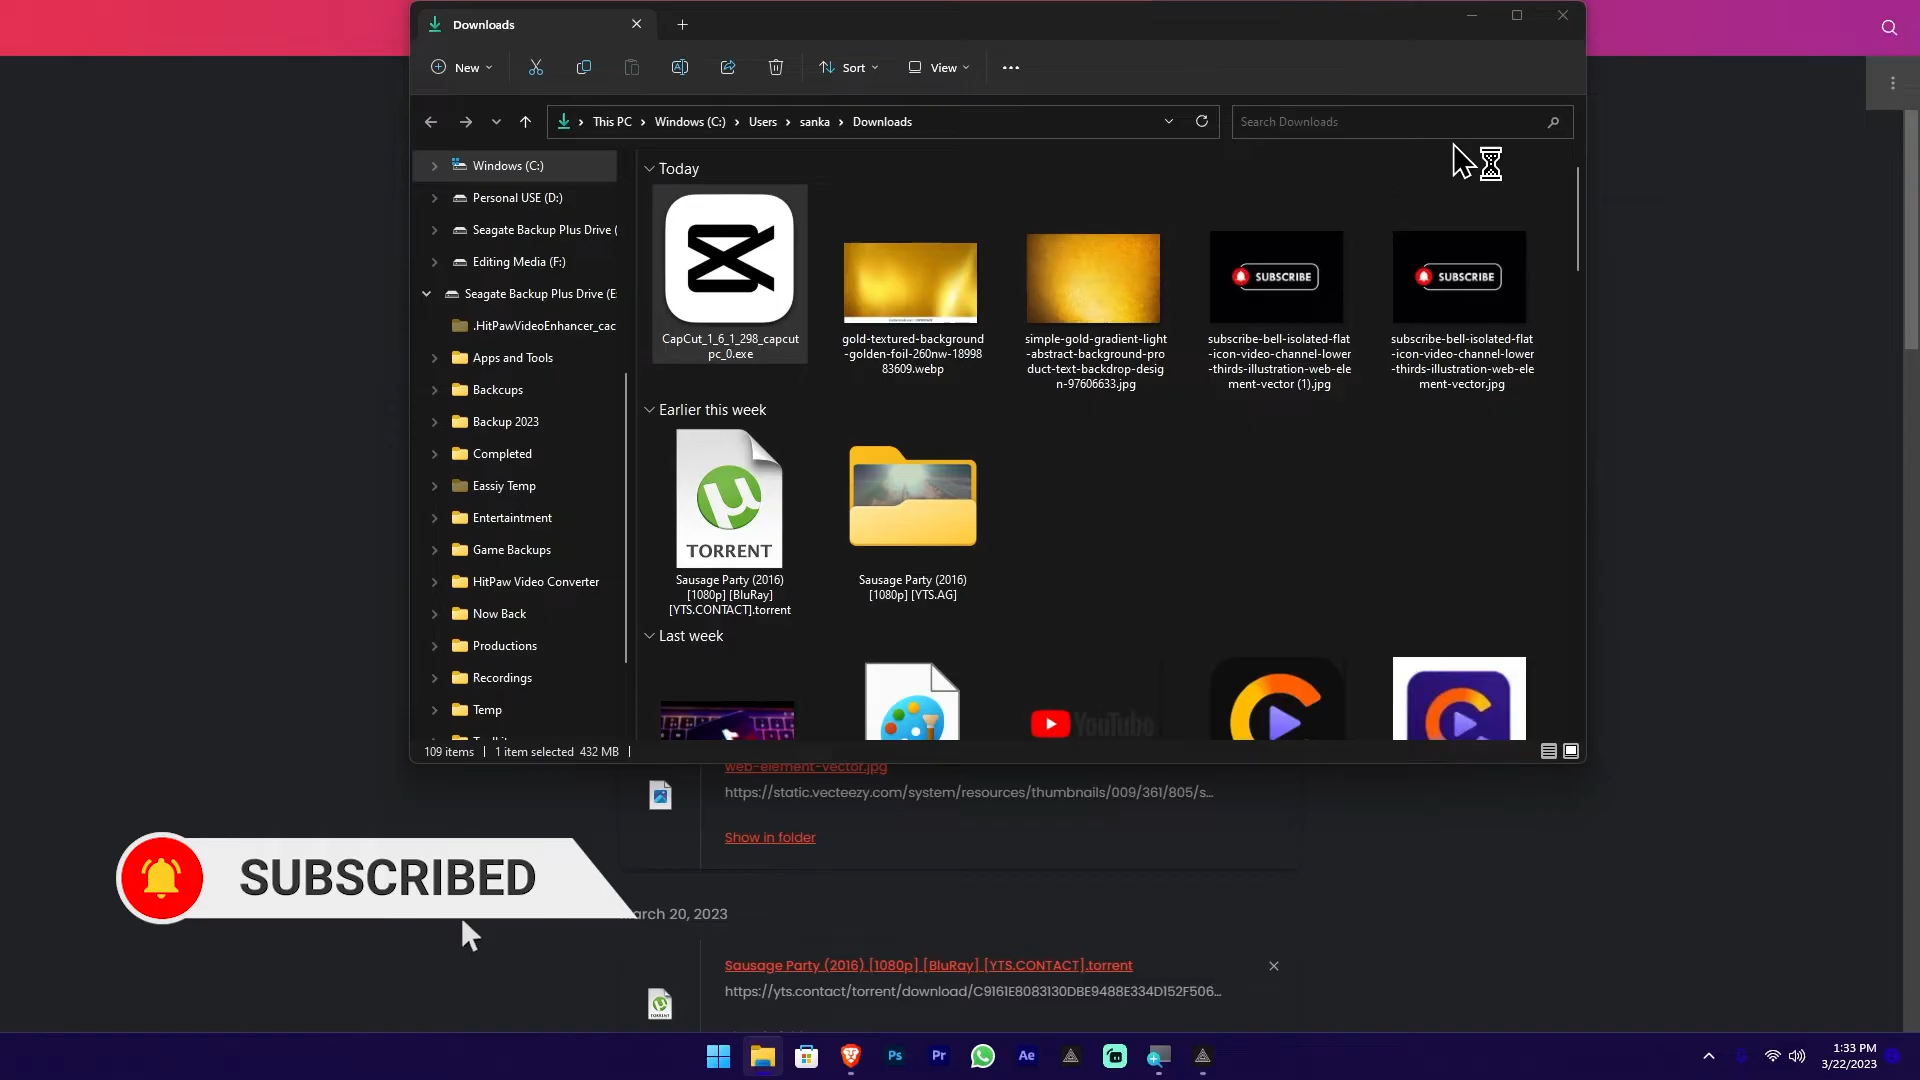 Downloads
New
Sort
View
This PC
Windows (C:)
Users
sanka
Downloads
Search Downloads
Windows (C:)
Personal USE (D:)
Seagate Backup Plus Drive (
Editing Media (F:)
Seagate Backup Plus Drive (E:
.HitPawVideoEnhancer_cac
Apps and Tools
Backcups
Backup 2023
Completed
Eassiy Temp
Entertaintment
Game Backups
HitPaw Video Converter
Now Back
Productions
Recordings
Temp
Today
CapCut_1_6_1_298_capcut
pc_0.exe
gold-textured-background
-golden-foil-260nw-18998
83609.webp
simple-gold-gradient-light
-abstract-background-pro
duct-text-backdrop-desig
n-97606633.jpg
SUBSCRIBE
subscribe-bell-isolated-flat
-icon-video-channel-lower
-thirds-illustration-web-ele
ment-vector (1).jpg
SUBSCRIBE
subscribe-bell-isolated-flat
-icon-video-channel-lower
-thirds-illustration-web-ele
ment-vector.jpg
Earlier this week
TORRENT
Sausage Party (2016)
[1080p] [BluRay]
[YTS.CONTACT].torrent
Sausage Party (2016)
[1080p] [YTS.AG]
Last week
YouTube
109 items
1 item selected 432 MB
web-element-vector.jpg
https://static.vecteezy.com/system/resources/thumbnails/009/361/805/s...
Show in folder
SUBSCRIBED
arch 20, 2023
Sausage Party (2016) [1080p] [BluRay] [YTS.CONTACT].torrent
https://yts.contact/torrent/download/C9161E8083130DBE9488E334D152F506...
TORRENT
Ps
Pr
Ae
1:33 PM
3/22/2023